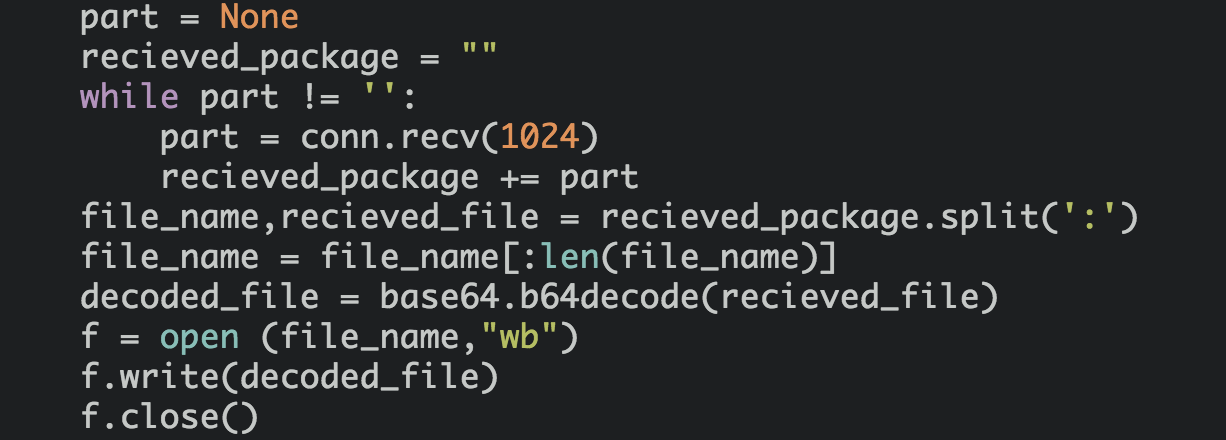 part = None
recieved_package = ""
while part != '':
    part = conn.recv(1024)
    recieved_package += part
file_name,recieved_file = recieved_package.split(':')
file_name = file_name[:len(file_name)]
decoded_file = base64.b64decode(recieved_file)
f = open (file_name,"wb")
f.write(decoded_file)
f.close()